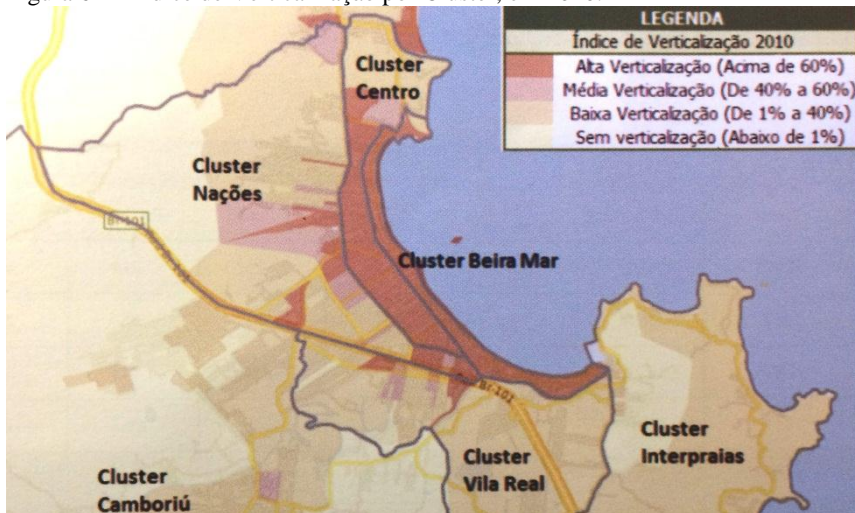 LEGENDA
Índice de Verticalização 2010
Alta Verticalização (Acima de 60%)
Média Verticalização (De 40% a 60%)
Baixa Verticalização (De 1% a 40%)
Sem verticalização (Abaixo de 1%)
Cluster
Centro
Cluster
Nações
Br-101
Cluster Beira Mar
Br-101
Cluster
Interpraias
Cluster
Vila Real
Cluster
Camboriú